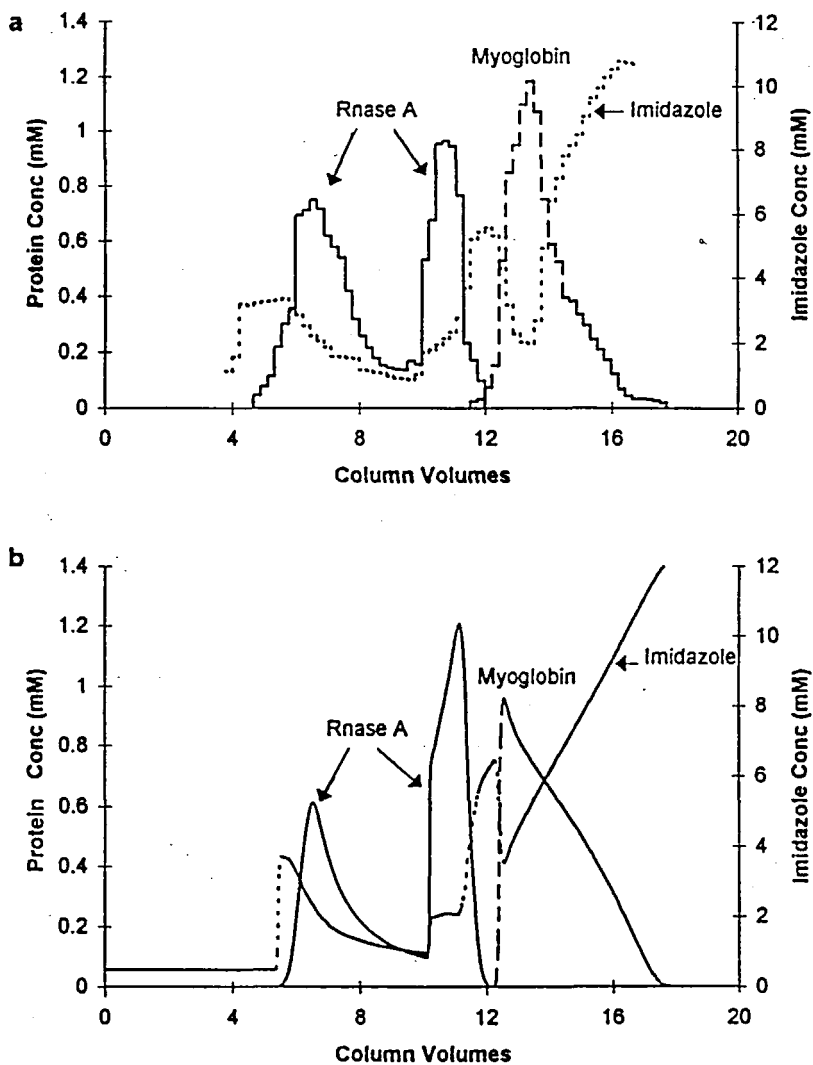 a
1.4
1.2
1
0.8
0.6
0.4
0.2
0
Protein Conc (mM)
12
10
8
6
4
2
0
Imidazole Conc (mM)
Rnase A
Myoglobin
Imidazole
0 4 8 12 16 20
Column Volumes
b
1.4
1.2
1
0.8
0.6
0.4
0.2
0
Protein Conc (mM)
12
10
8
6
4
2
0
Imidazole Conc (mM)
Rnase A
Myoglobin
Imidazole
0 4 8 12 16 20
Column Volumes